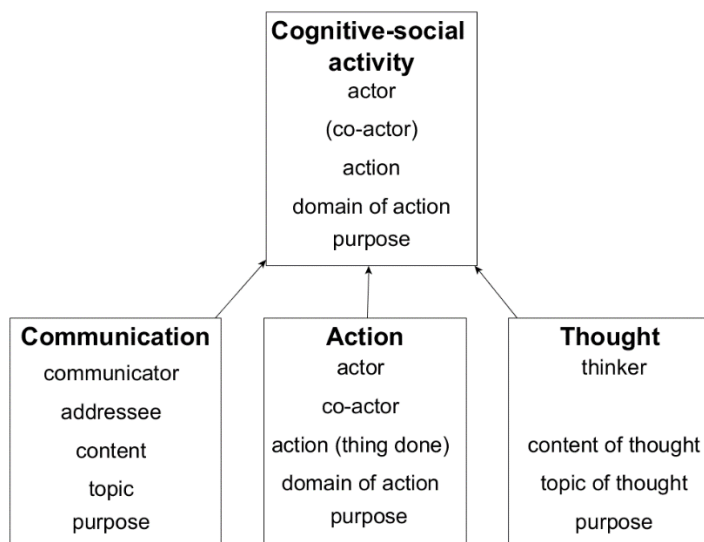 Cognitive-social
activity
actor
(co-actor)
action
domain of action
purpose
Communication
communicator
addressee
content
topic
purpose
Action
actor
co-actor
action (thing done)
domain of action
purpose
Thought
thinker
content of thought
topic of thought
purpose